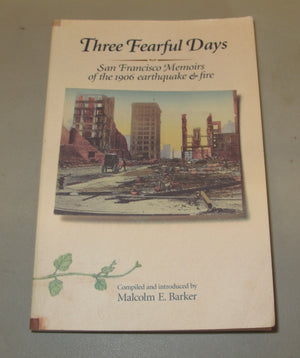 Three Fearful Days
San Francisco Memoirs
of the 1906 earthquake & fire
Compiled and introduced by
Malcolm E. Barker